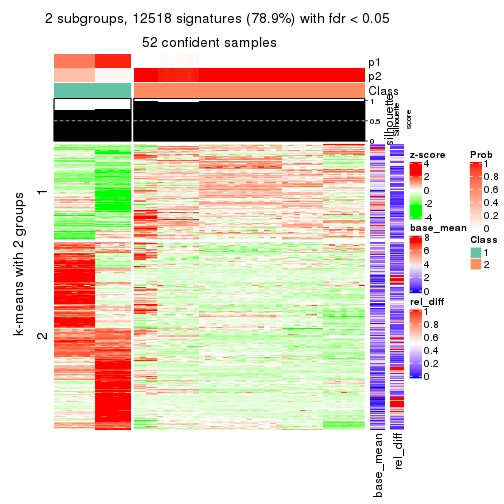 2 subgroups, 12518 signatures (78.9%) with fdr < 0.05
52 confident samples
p1
p2
Class
1
0.5
0
silhouette
Silhouette
score
k-means with 2 groups
1
2
base_mean
rel_diff
z-score
4
2
0
-2
-4
base_mean
8
6
4
2
0
rel_diff
1
0.8
0.6
0.4
0.2
0
Prob
1
0.8
0.6
0.4
0.2
0
Class
1
2